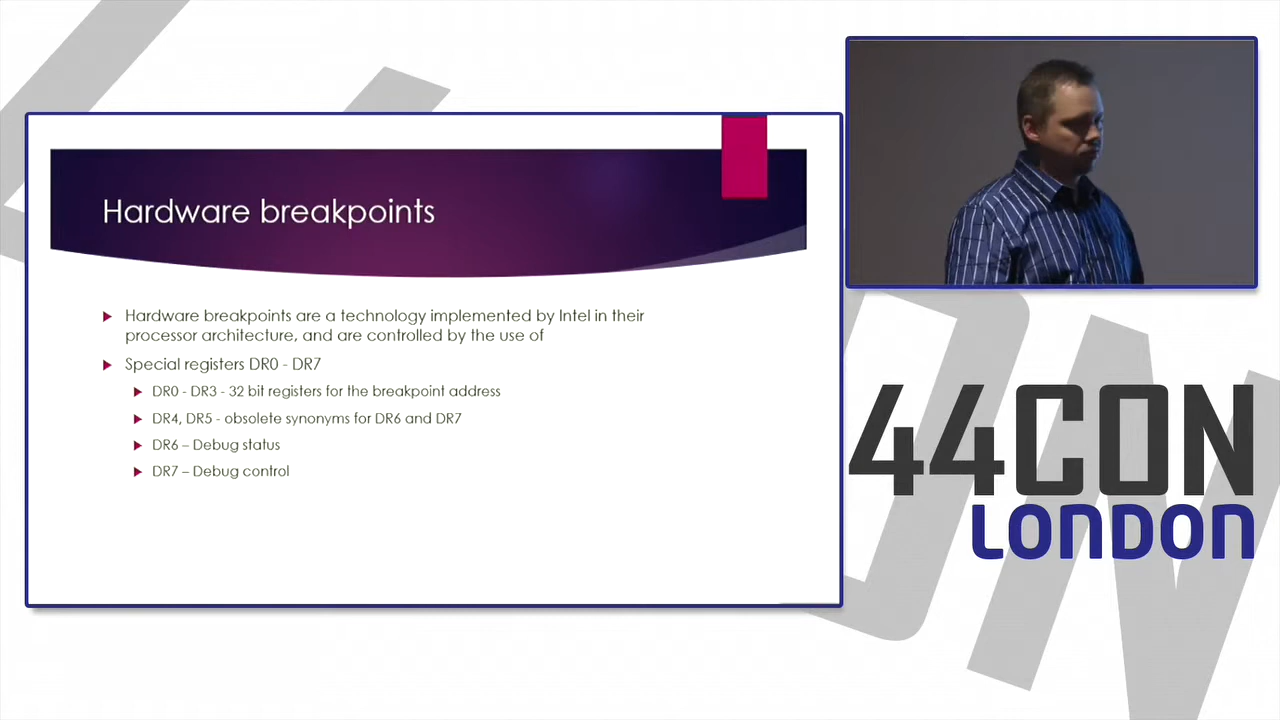 Hardware breakpoints
Hardware breakpoints are a technology implemented by Intel in their
processor architecture, and are controlled by the use of
Special registers DR0 - DR7
DR0 - DR3 - 32 bit registers for the breakpoint address
DR4, DR5 - obsolete synonyms for DR6 and DR7
DR6 – Debug status
DR7 – Debug control
44CON
LONDON